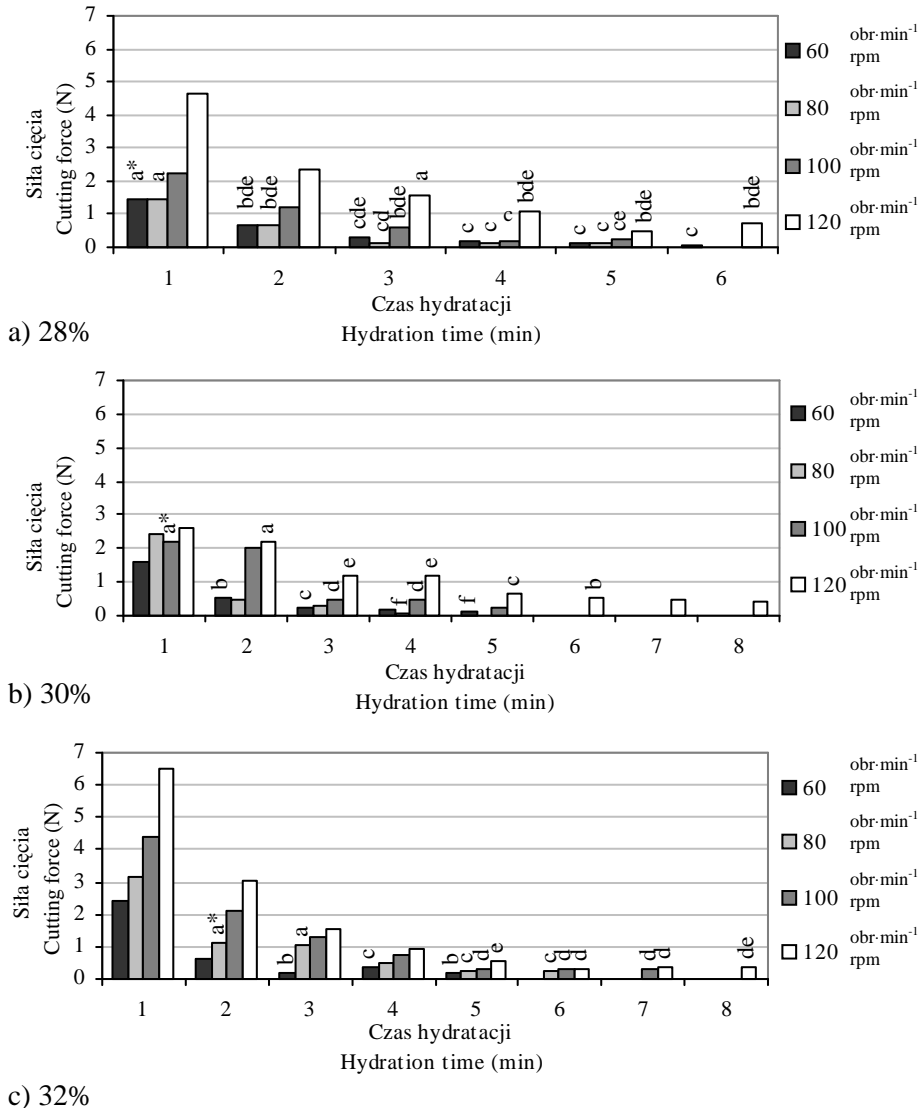 7
6
5
4
3
2
1
0
Siła cięcia
Cutting force (N)
a* a
bde bde
cde cd bde a
c c c bde
c c ce bde
c bde
1 2 3 4 5 6
Czas hydratacji
Hydration time (min)
60 obr·min-1 rpm
80 obr·min-1 rpm
100 obr·min-1 rpm
120 obr·min-1 rpm
a) 28%
7
6
5
4
3
2
1
0
Siła cięcia
Cutting force (N)
a*
b a
c d e
f d e
f c
b
1 2 3 4 5 6 7 8
Czas hydratacji
Hydration time (min)
60 obr·min-1 rpm
80 obr·min-1 rpm
100 obr·min-1 rpm
120 obr·min-1 rpm
b) 30%
7
6
5
4
3
2
1
0
Siła cięcia
Cutting force (N)
a*
b a
c
b c d e
c d d
d d
de
1 2 3 4 5 6 7 8
Czas hydratacji
Hydration time (min)
60 obr·min-1 rpm
80 obr·min-1 rpm
100 obr·min-1 rpm
120 obr·min-1 rpm
c) 32%